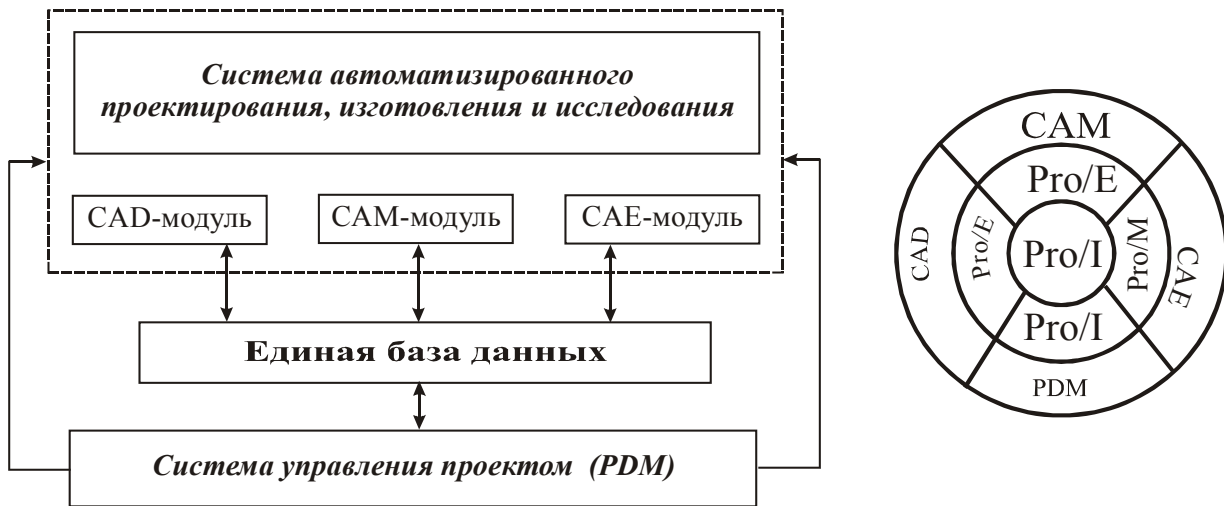 Система автоматизированного
проектирования, изготовления и исследования
CAD-модуль
CAM-модуль
CAE-модуль
Единая база данных
Система управления проектом (PDM)
CAM
Pro/E
CAD
Pro/E
Pro/I
Pro/M
CAE
Pro/I
PDM